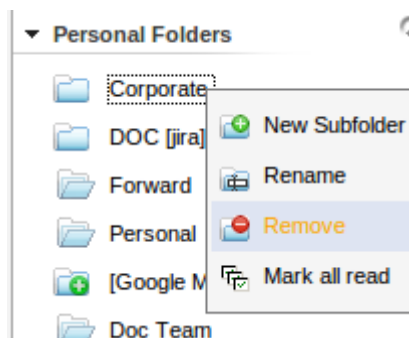 Personal Folders
Corporate
DOC [jira]
Forward
Personal
[Google M
Doc Team
New Subfolder
Rename
Remove
Mark all read